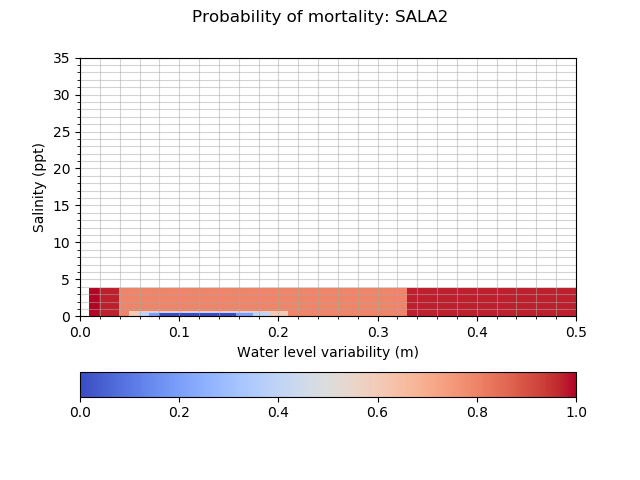 Probability of mortality: SALA2
35
30
25
20
15
10
5
0
Salinity (ppt)
0.0 0.1 0.2 0.3 0.4 0.5
Water level variability (m)
0.0 0.2 0.4 0.6 0.8 1.0